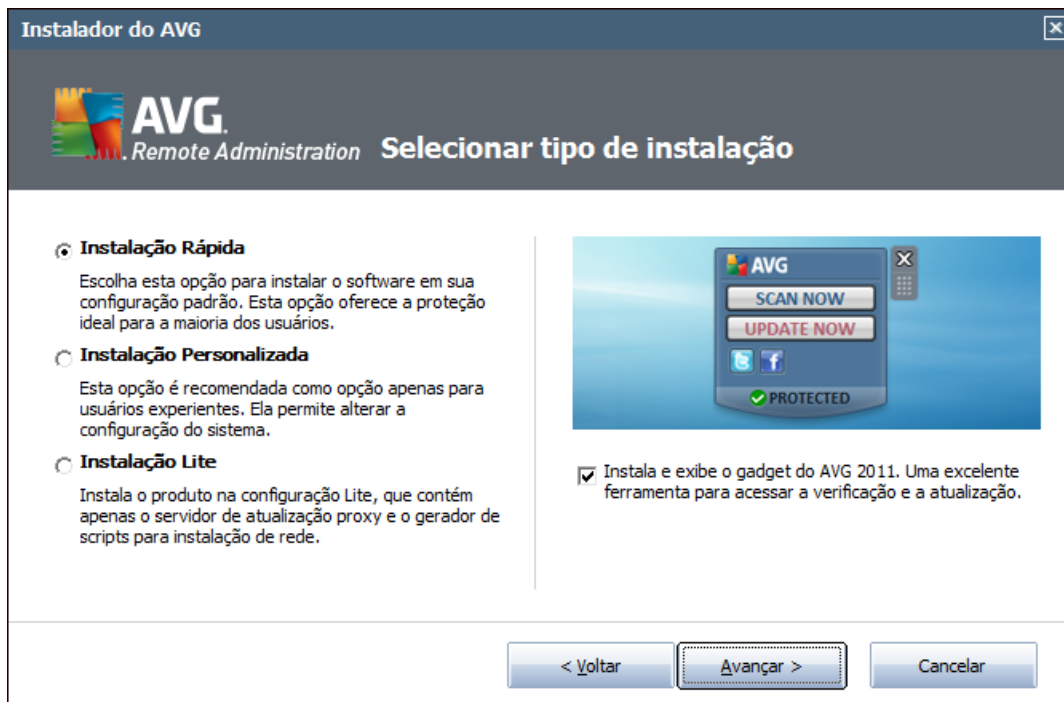 Instalador do AVG
AVG.
Remote Administration
Selecionar tipo de instalação
Instalação Rápida
Escolha esta opção para instalar o software em sua
configuração padrão. Esta opção oferece a proteção
ideal para a maioria dos usuários.
Instalação Personalizada
Esta opção é recomendada como opção apenas para
usuários experientes. Ela permite alterar a
configuração do sistema.
Instalação Lite
Instala o produto na configuração Lite, que contém
apenas o servidor de atualização proxy e o gerador de
scripts para instalação de rede.
AVG
SCAN NOW
UPDATE NOW
PROTECTED
Instala e exibe o gadget do AVG 2011. Uma excelente
ferramenta para acessar a verificação e a atualização.
< Voltar
Avançar >
Cancelar